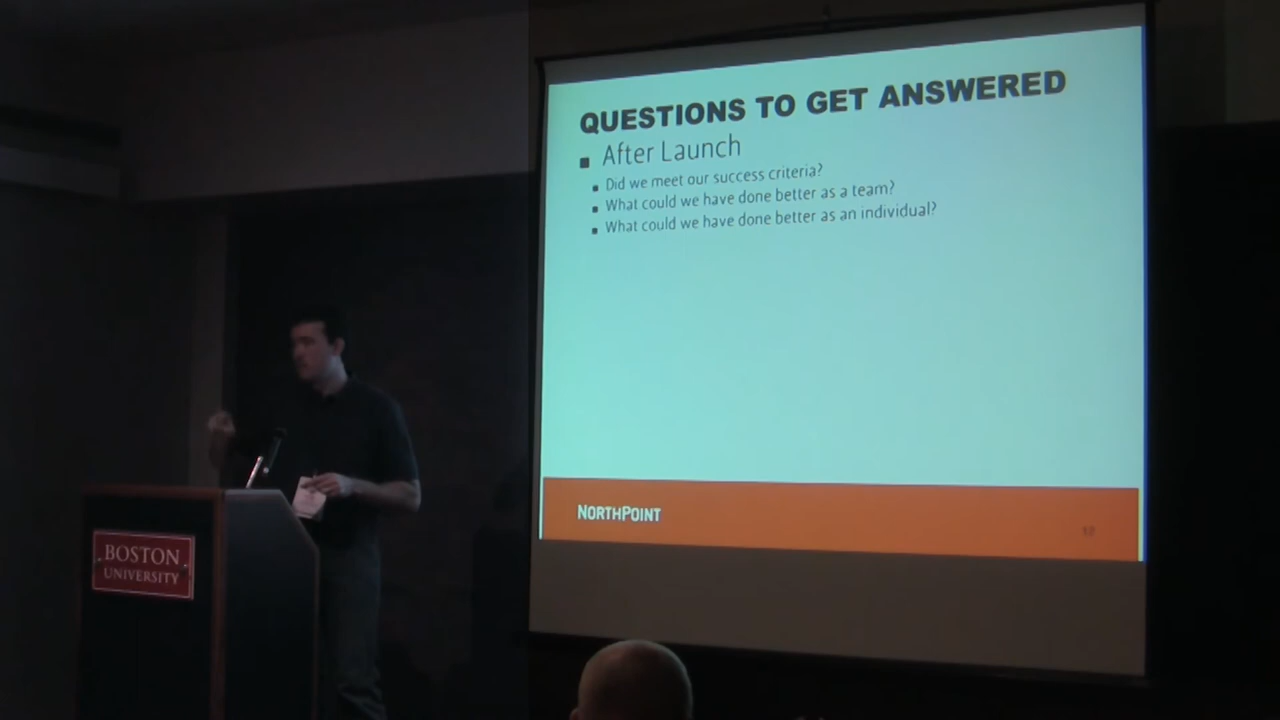 QUESTIONS TO GET ANSWERED
After Launch
Did we meet our success criteria?
What could we have done better as a team?
What could we have done better as an individual?
NORTHPOINT
BOSTON
UNIVERSITY